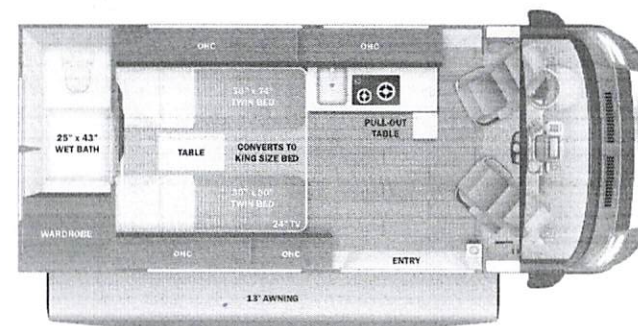 OHC
OHC
74"
TWIN BED
PULL-OUT
TABLE
25" x 43"
WET BATH
TABLE
CONVERTS TO
KING SIZE BED
TWIN BED
24" TV
WARDROBE
OHC
OHC
ENTRY
13' AWNING